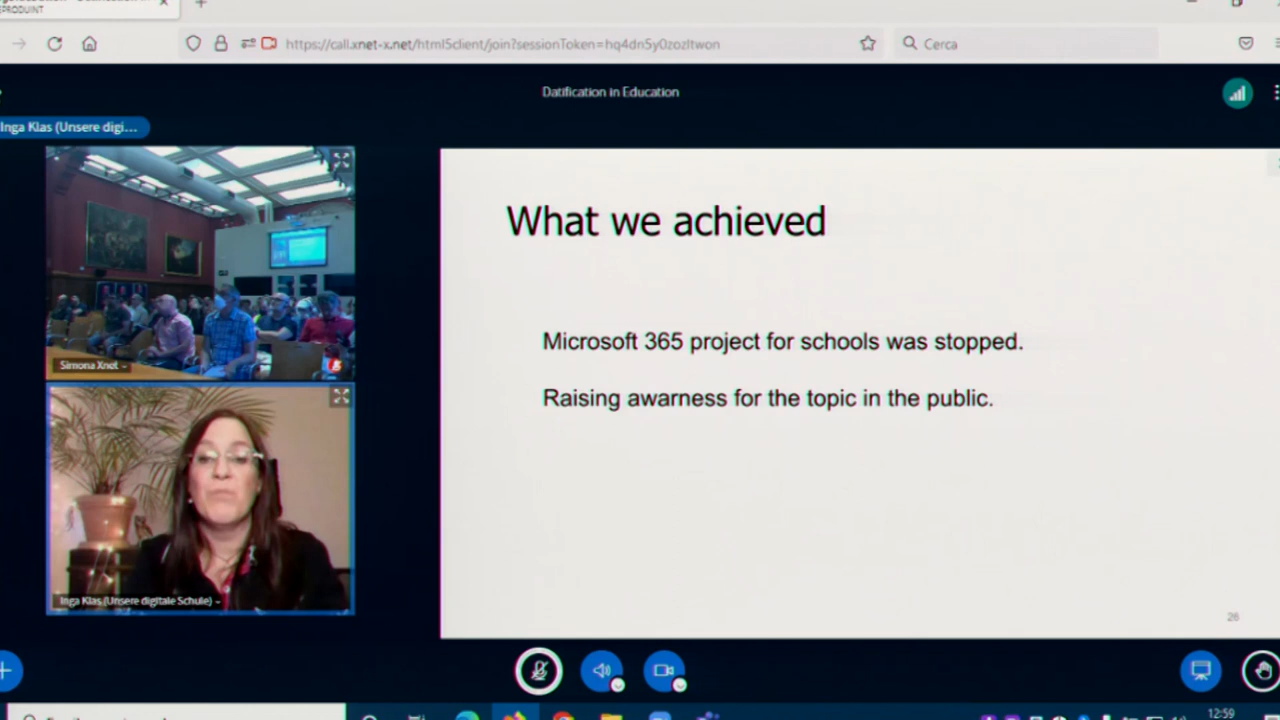 https://call.xnet-x.net/html5client/join?sessionToken=hq4dn5y0zozltwon
Cerca
Datification in Education
Inga Klas (Unsere digi...
Simona Xnet
Inga Klas (Unsere digitale Schule)
What we achieved
Microsoft 365 project for schools was stopped.
Raising awarness for the topic in the public.
26
12:59